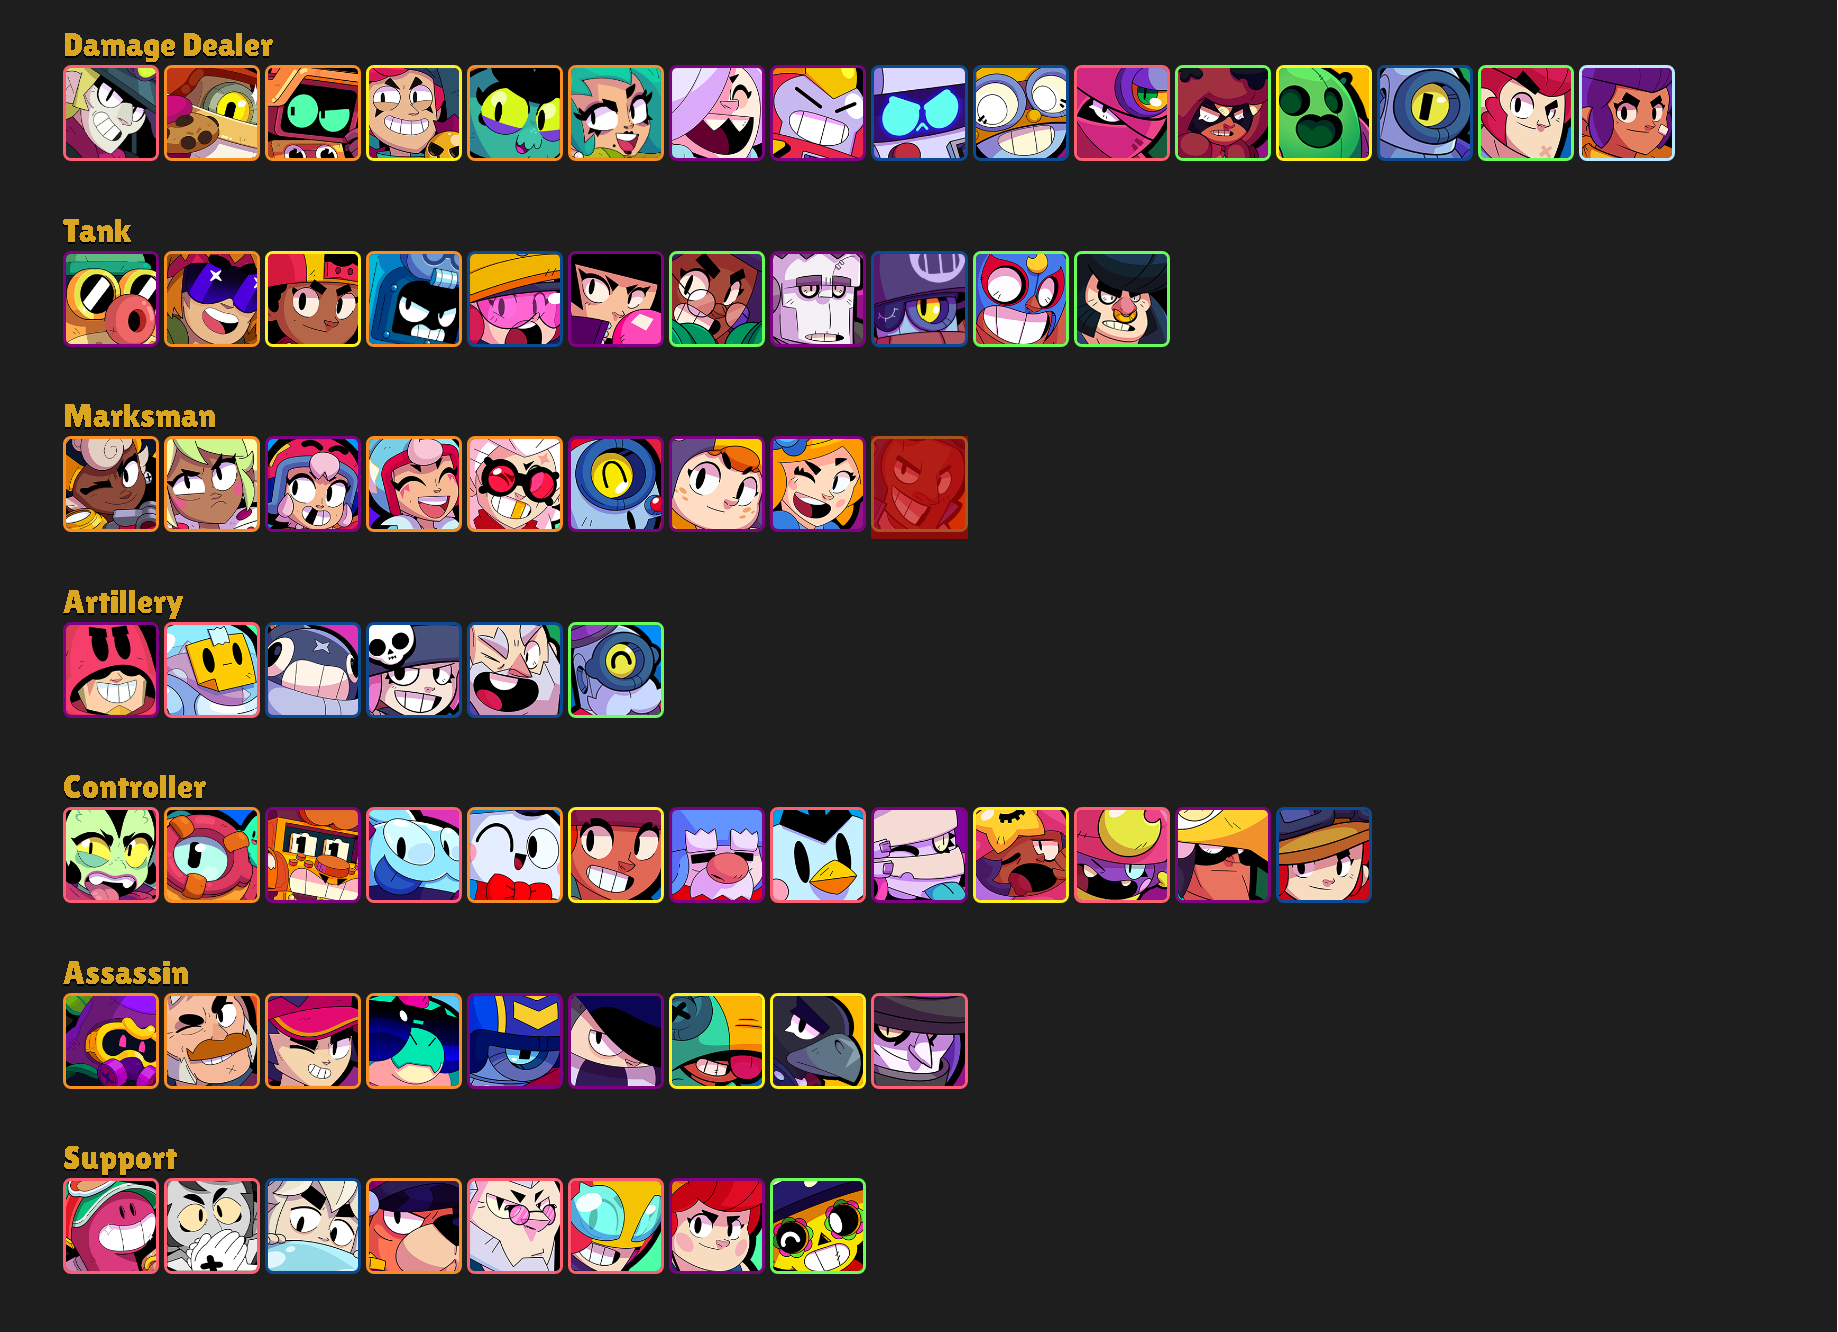 Damage Dealer
Tank
Marksman
Artillery
Controller
Assassin
Support